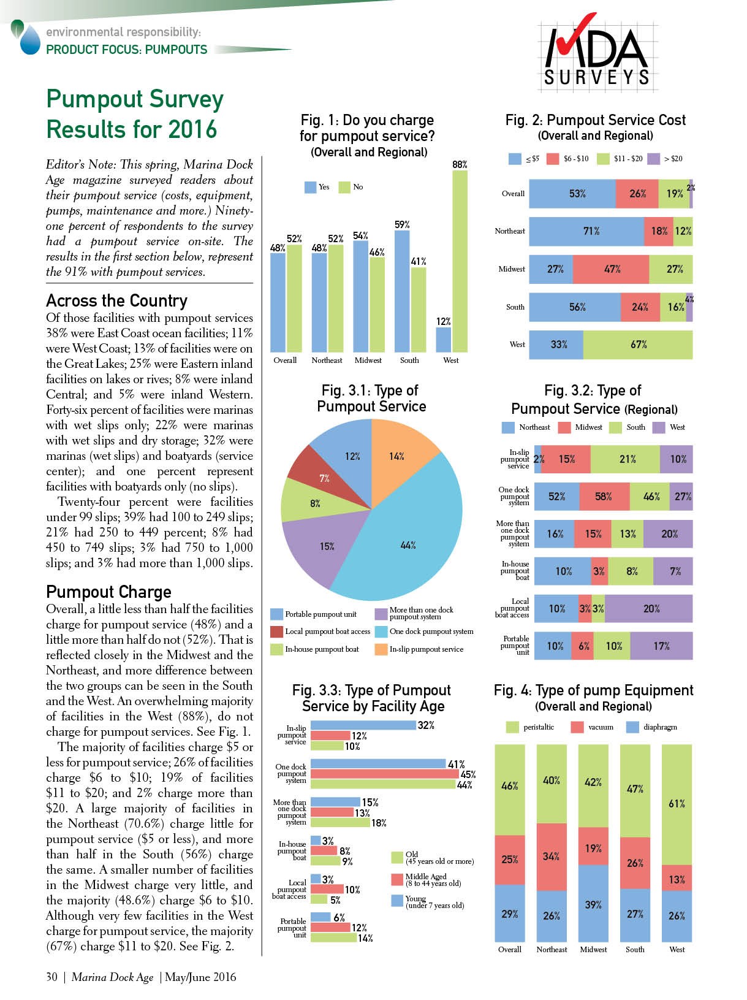 environmental responsibility:
PRODUCT FOCUS: PUMPOUTS
MDA
SURVEYS
Pumpout Survey
Results for 2016
Editor's Note: This spring, Marina Dock
Age magazine surveyed readers about
their pumpout service (costs, equipment,
pumps, maintenance and more.) Ninety-
one percent of respondents to the survey
had a pumpout service on-site. The
results in the first section below, represent
the 91% with pumpout services.
Across the Country
Of those facilities with pumpout services
38% were East Coast ocean facilities; 11%
were West Coast; 13% of facilities were on
the Great Lakes; 25% were Eastern inland
facilities on lakes or rives; 8% were inland
Central; and 5% were inland Western.
Forty-six percent of facilities were marinas
with wet slips only; 22% were marinas
with wet slips and dry storage; 32% were
marinas (wet slips) and boatyards (service
center); and one percent represent
facilities with boatyards only (no slips).
Twenty-four percent were facilities
under 99 slips; 39% had 100 to 249 slips;
21% had 250 to 449 percent; 8% had
450 to 749 slips; 3% had 750 to 1,000
slips; and 3% had more than 1,000 slips.
Pumpout Charge
Overall, a little less than half the facilities
charge for pumpout service (48%) and a
little more than half do not (52%). That is
reflected closely in the Midwest and the
Northeast, and more difference between
the two groups can be seen in the South
and the West. An overwhelming majority
of facilities in the West (88%), do not
charge for pumpout services. See Fig. 1.
The majority of facilities charge $5 or
less for pumpout service; 26% of facilities
charge $6 to $10; 19% of facilities
$11 to $20; and 2% charge more than
$20. A large majority of facilities in
the Northeast (70.6%) charge little for
pumpout service ($5 or less), and more
than half in the South (56%) charge
the same. A smaller number of facilities
in the Midwest charge very little, and
the majority (48.6%) charge $6 to $10.
Although very few facilities in the West
charge for pumpout service, the majority
(67%) charge $11 to $20. See Fig. 2.
Fig. 1: Do you charge
for pumpout service?
(Overall and Regional)
Yes No
48% 52% 48% 52% 54% 46% 59% 41% 12% 88%
Overall Northeast Midwest South West
Fig. 2: Pumpout Service Cost
(Overall and Regional)
≤ $5 $6 - $10 $11 - $20 > $20
Overall 53% 26% 19% 2%
Northeast 71% 18% 12%
Midwest 27% 47% 27%
South 56% 24% 16% 4%
West 33% 67%
Fig. 3.1: Type of
Pumpout Service
12% 14%
7%
8%
15% 44%
Portable pumpout unit
More than one dock
pumpout system
Local pumpout boat access
One dock pumpout system
In-house pumpout boat
In-slip pumpout service
Fig. 3.2: Type of
Pumpout Service (Regional)
Northeast Midwest South West
In-slip
pumpout
service
2% 15% 21% 10%
One dock
pumpout
system
52% 58% 46% 27%
More than
one dock
pumpout
system
16% 15% 13% 20%
In-house
pumpout
boat
10% 3% 8% 7%
Local
pumpout
boat access
10% 3% 3% 20%
Portable
pumpout
unit
10% 6% 10% 17%
Fig. 3.3: Type of Pumpout
Service by Facility Age
In-slip
pumpout
service
32%
12%
10%
One dock
pumpout
system
41%
45%
44%
More than
one dock
pumpout
system
15%
13%
18%
In-house
pumpout
boat
3%
8%
9%
Local
pumpout
boat access
3%
10%
5%
Portable
pumpout
unit
6%
12%
14%
Old
(45 years old or more)
Middle Aged
(8 to 44 years old)
Young
(under 7 years old)
Fig. 4: Type of pump Equipment
(Overall and Regional)
peristaltic vacuum diaphragm
46% 40% 42% 47% 61%
25% 34% 19% 26% 13%
29% 26% 39% 27% 26%
Overall Northeast Midwest South West
30 | Marina Dock Age | May/June 2016